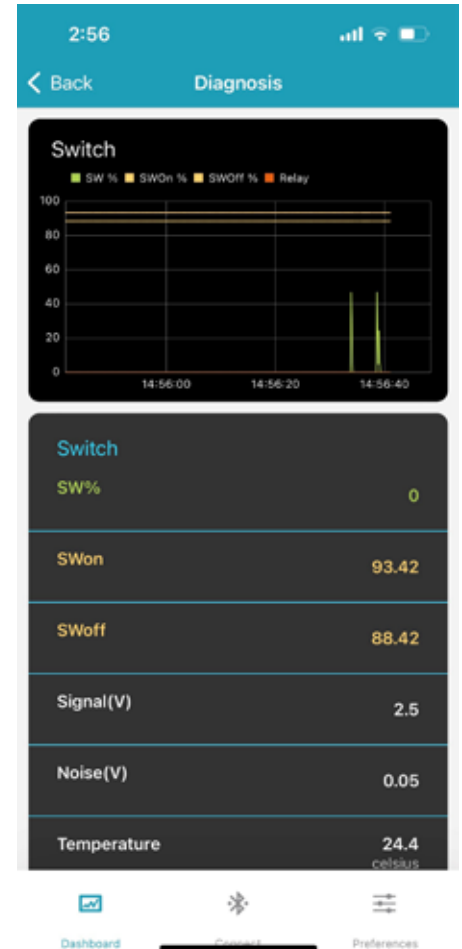 2:56
Back
Diagnosis
Switch
SW % SWOn % SWOff % Relay
100
80
60
40
20
0
14:56:00 14:56:20 14:56:40
Switch
SW% 0
SWon 93.42
SWoff 88.42
Signal(V) 2.5
Noise(V) 0.05
Temperature 24.4
celsius
Dashboard Connect Preferences